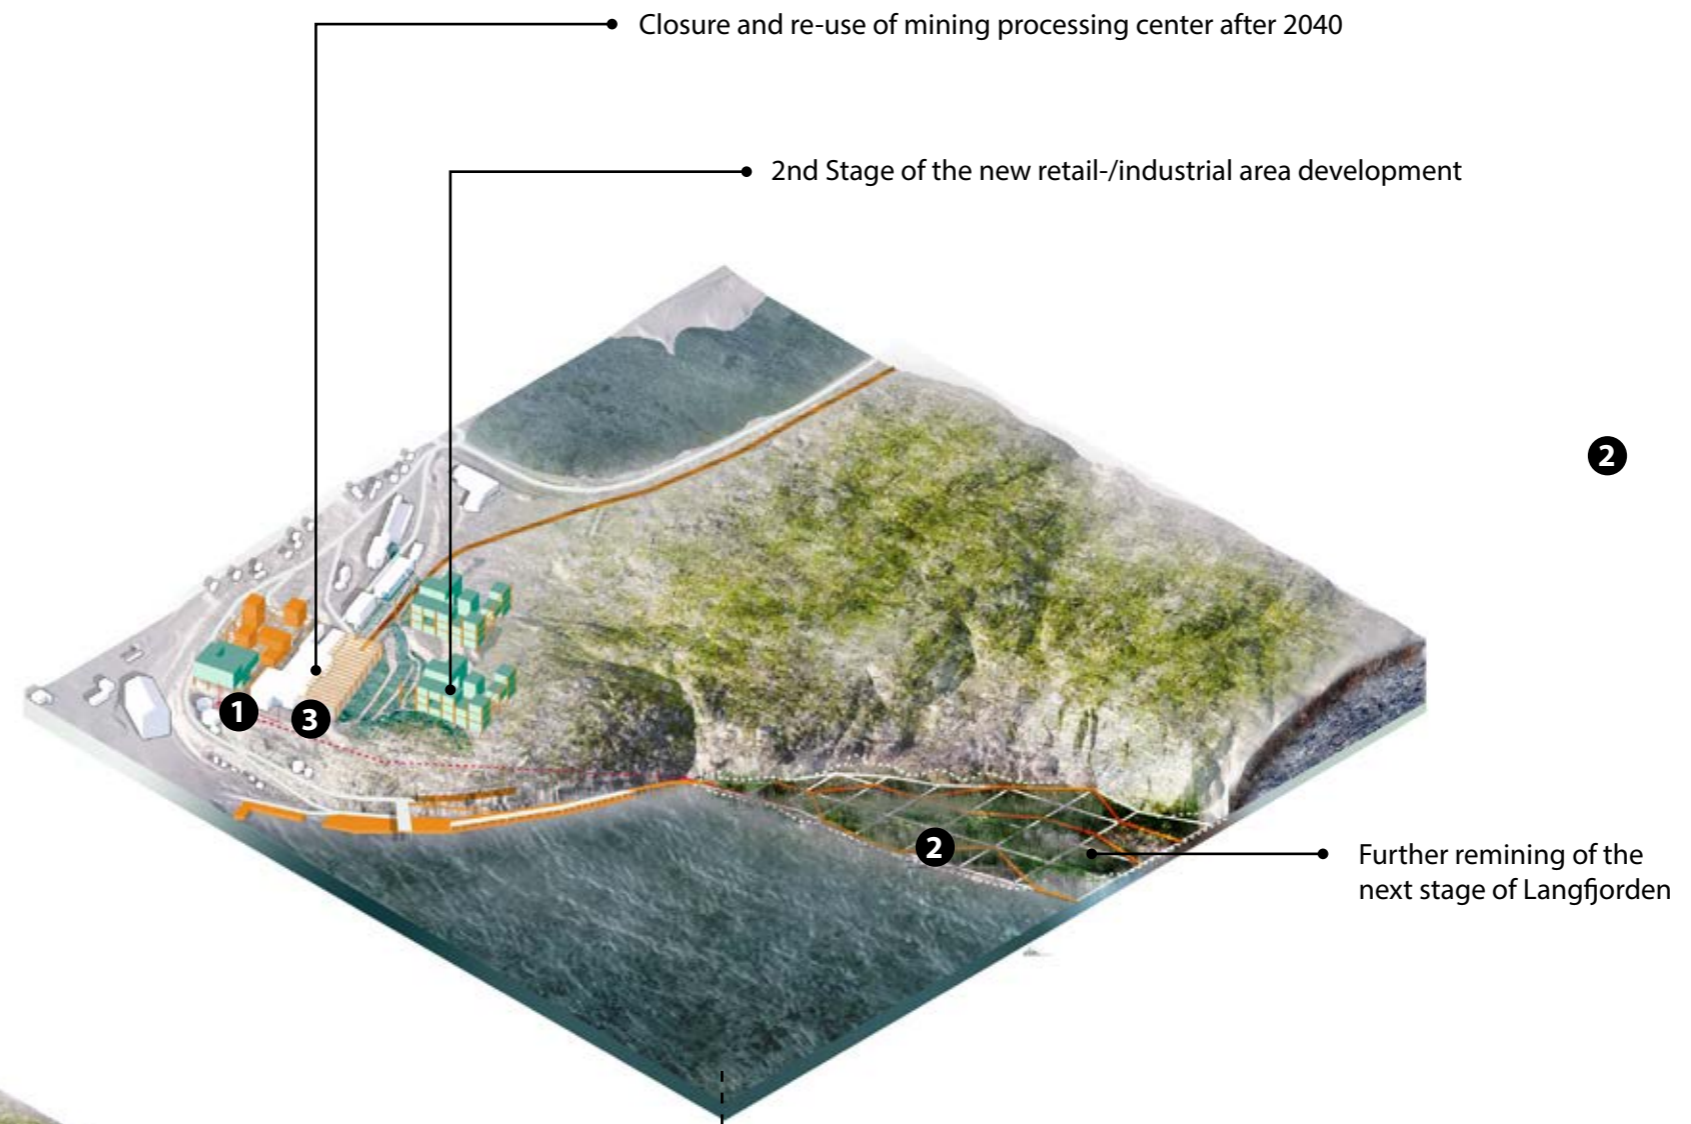 Closure and re-use of mining processing center after 2040
2nd Stage of the new retail-/industrial area development
2
1
3
2
Further remining of the
next stage of Langfjorden